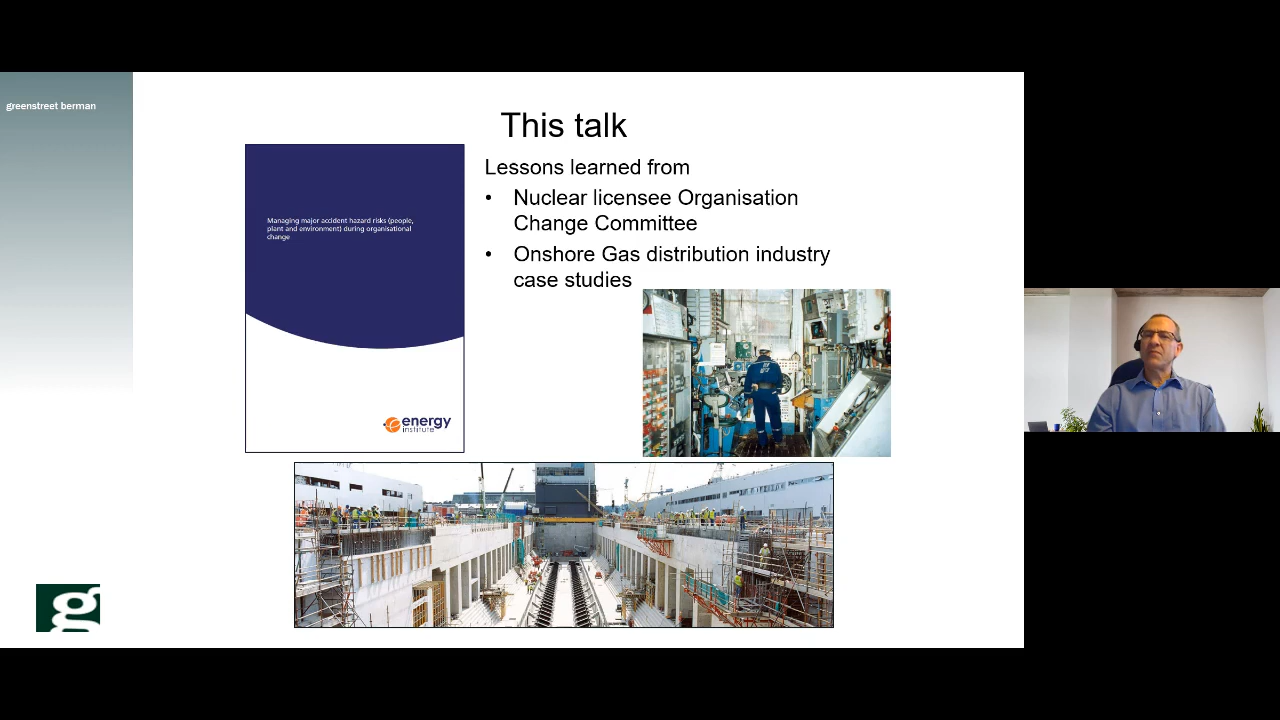 greenstreet berman
This talk
Managing major accident hazard risks (people,
plant and environment) during organisational
change
energy
institute
Lessons learned from
• Nuclear licensee Organisation
Change Committee
• Onshore Gas distribution industry
case studies
g